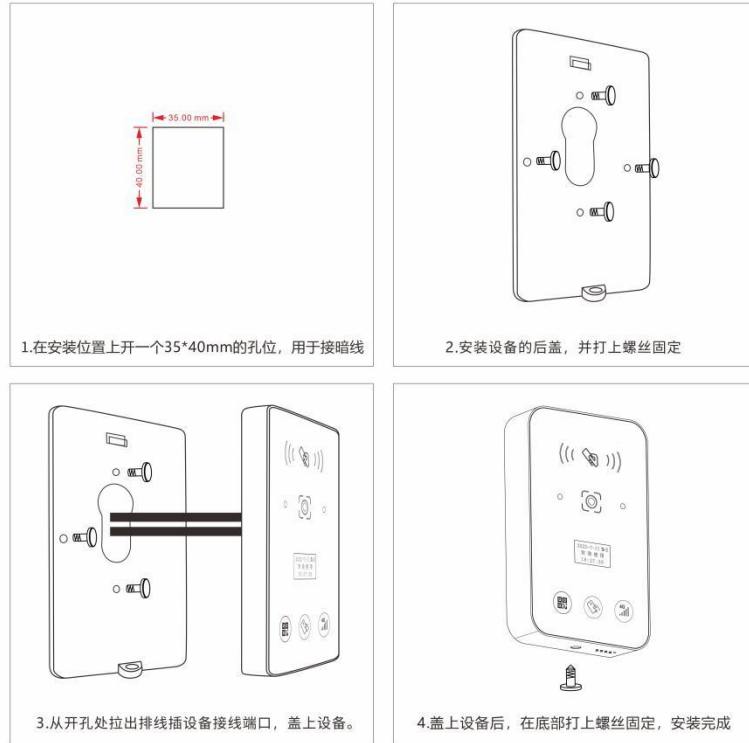 35.00 mm
40.00 mm
1.在安装位置上开一个35*40mm的孔位，用于接暗线
2.安装设备的后盖，并打上螺丝固定
4G
3.从开孔处拉出排线插设备接线端口，盖上设备。
4G
4.盖上设备后，在底部打上螺丝固定，安装完成